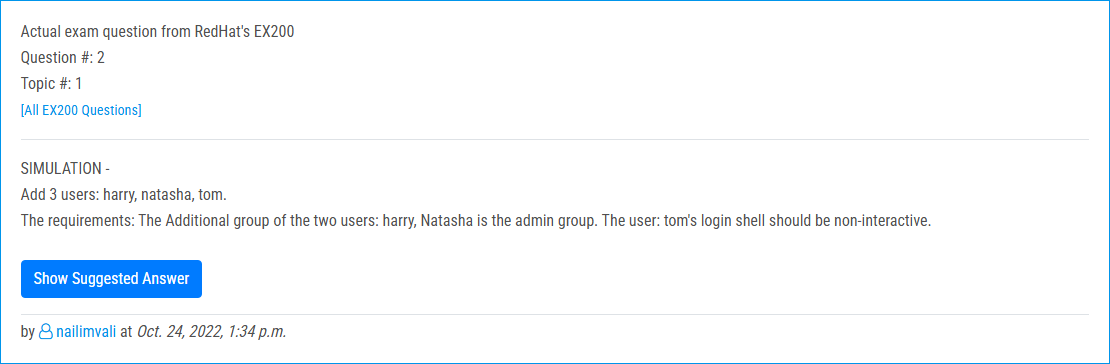 Actual exam question from RedHat's EX200
Question #: 2
Topic #: 1
[All EX200 Questions]
SIMULATION -
Add 3 users: harry, natasha, tom.
The requirements: The Additional group of the two users: harry, Natasha is the admin group. The user: tom's login shell should be non-interactive.
Show Suggested Answer
by nailimvali at Oct. 24, 2022, 1:34 p.m.